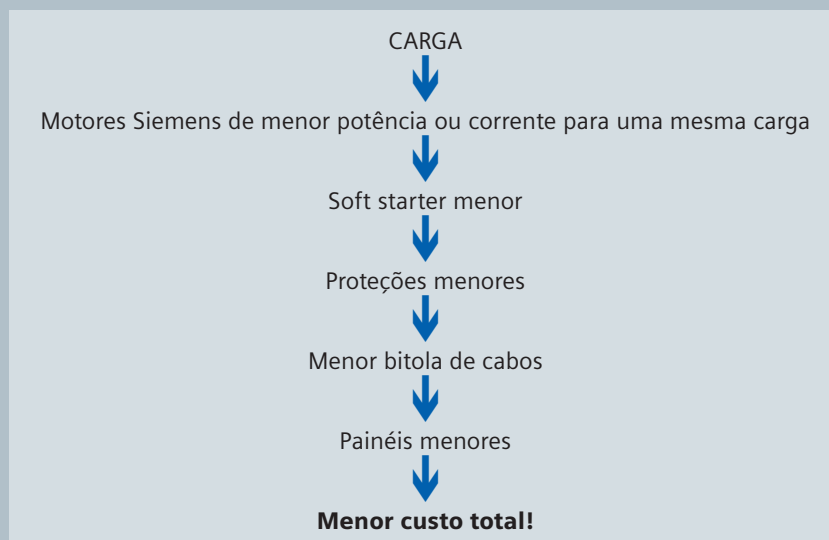 CARGA
Motores Siemens de menor potência ou corrente para uma mesma carga
Soft starter menor
Proteções menores
Menor bitola de cabos
Painéis menores
Menor custo total!